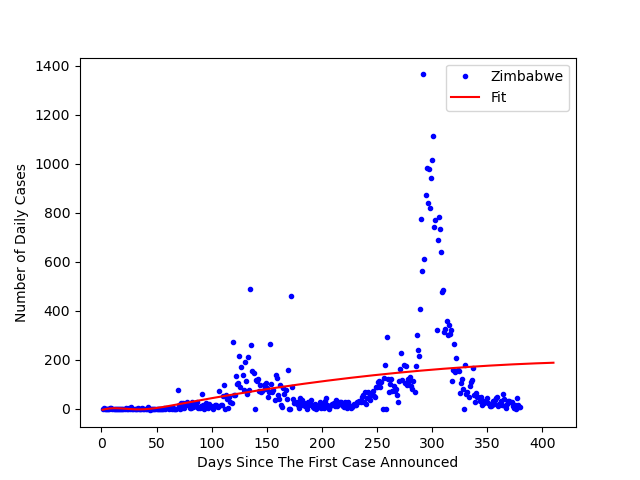 Zimbabwe
Fit
1400
1200
1000
800
600
400
200
0
Number of Daily Cases
0 50 100 150 200 250 300 350 400
Days Since The First Case Announced